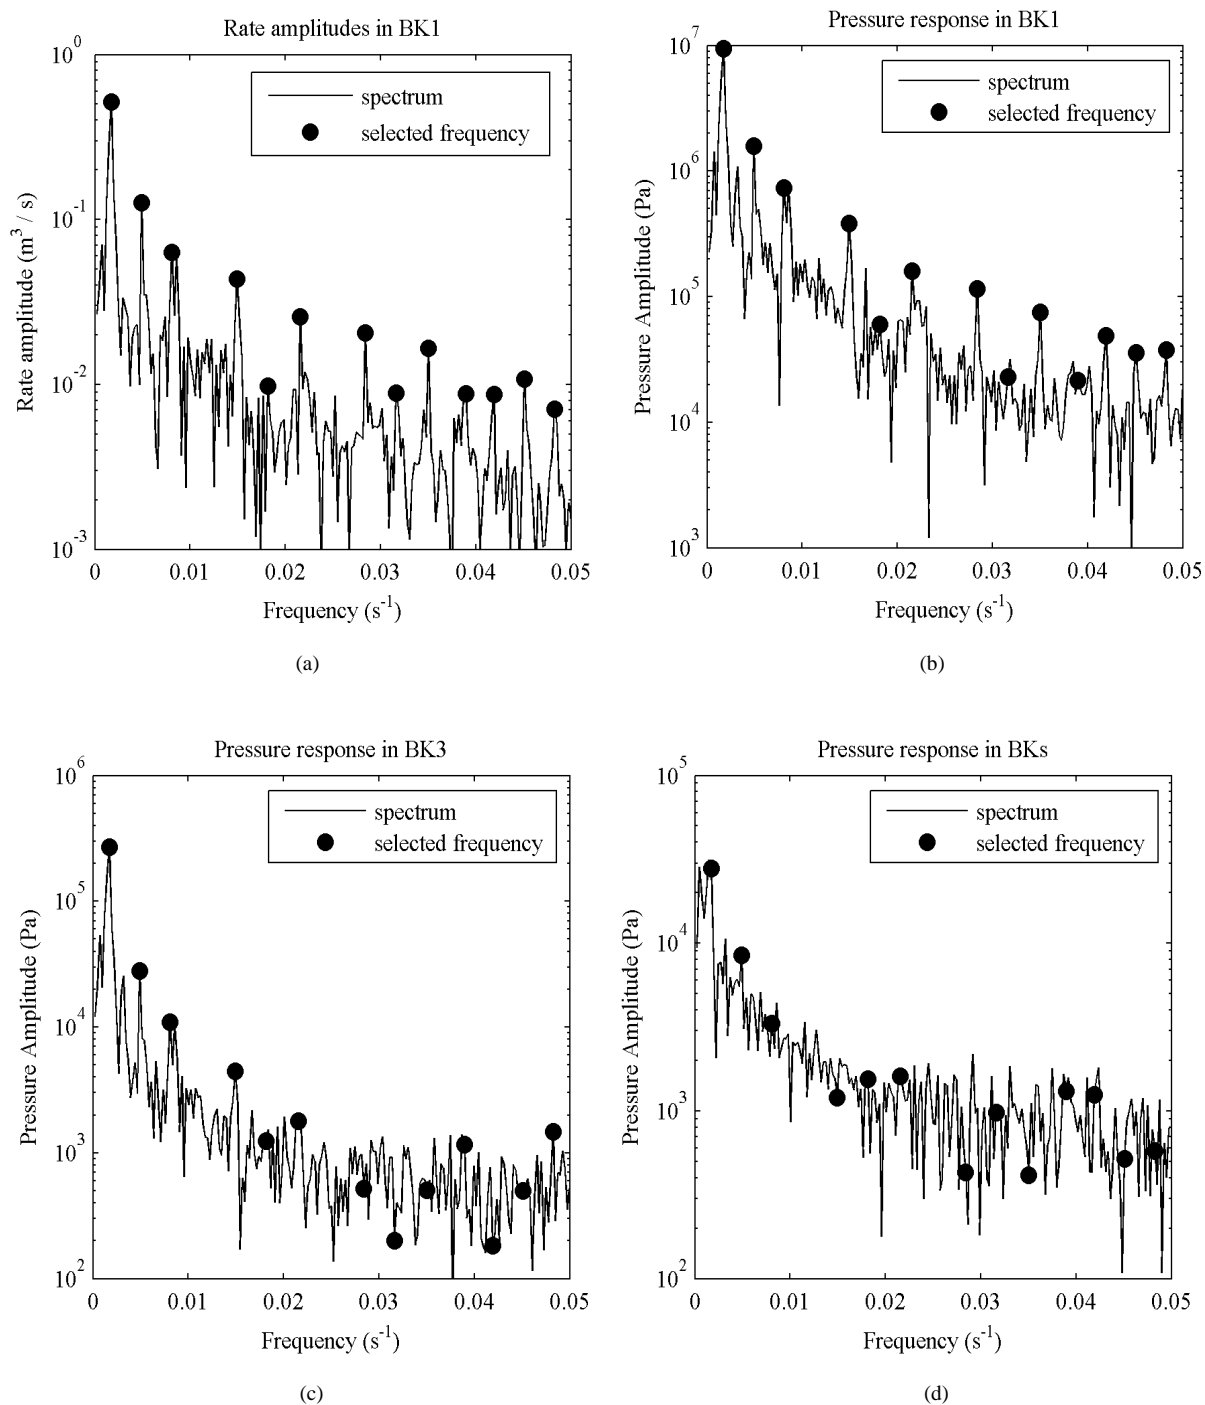 Rate amplitudes in BK1
10^0
10^-1
10^-2
10^-3
Rate amplitude (m^3 / s)
spectrum
selected frequency
0 0.01 0.02 0.03 0.04 0.05
Frequency (s^-1)
(a)
Pressure response in BK1
10^7
10^6
10^5
10^4
10^3
Pressure Amplitude (Pa)
spectrum
selected frequency
0 0.01 0.02 0.03 0.04 0.05
Frequency (s^-1)
(b)
Pressure response in BK3
10^6
10^5
10^4
10^3
10^2
Pressure Amplitude (Pa)
spectrum
selected frequency
0 0.01 0.02 0.03 0.04 0.05
Frequency (s^-1)
(c)
Pressure response in BKs
10^5
10^4
10^3
10^2
Pressure Amplitude (Pa)
spectrum
selected frequency
0 0.01 0.02 0.03 0.04 0.05
Frequency (s^-1)
(d)